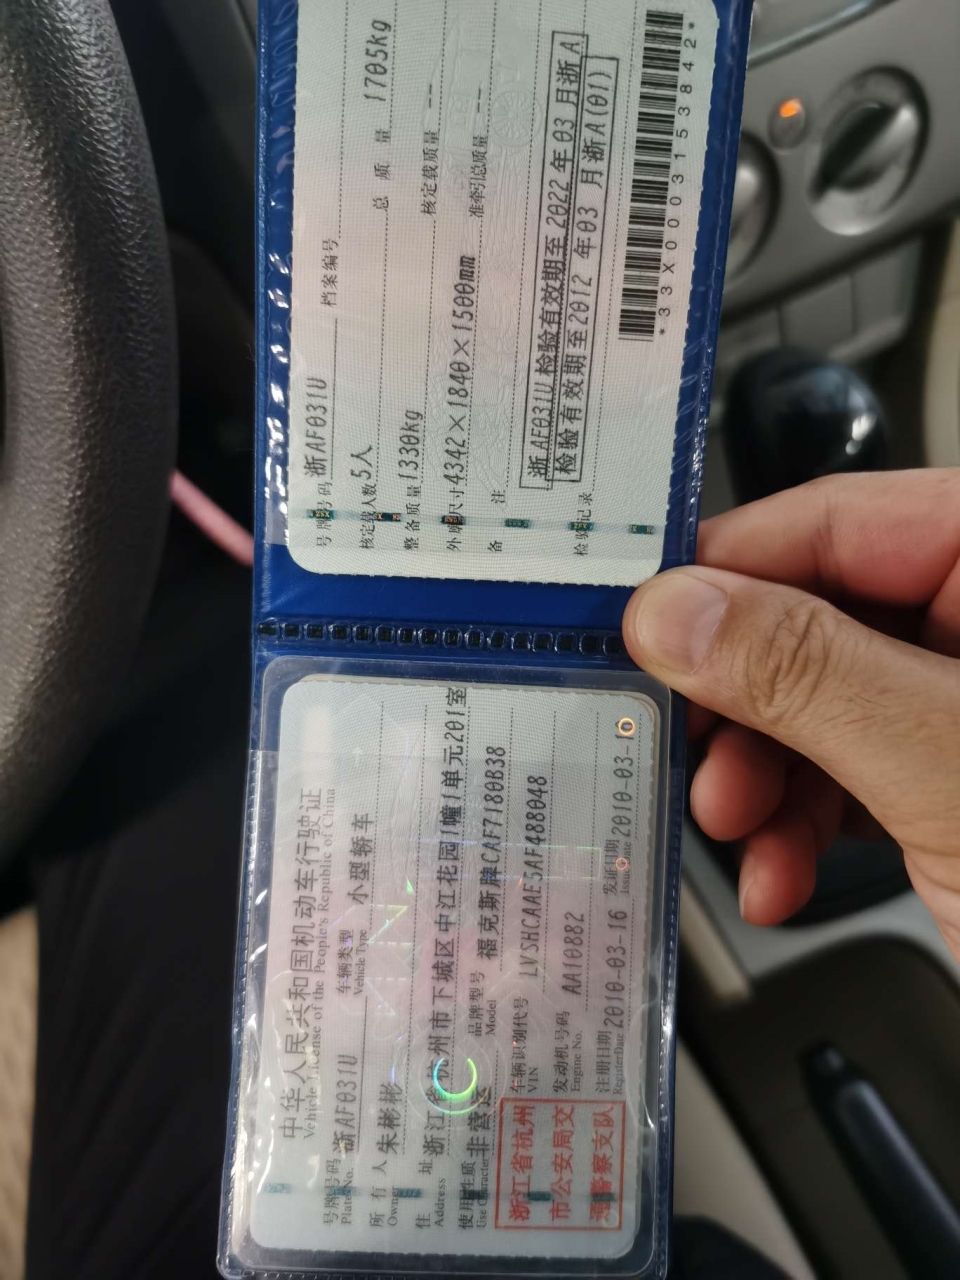 中华人民共和国机动车行驶证
Vehicle License of the People's Republic of China
号牌号码 浙AF031U 车辆类型 小型轿车
Plate No. Vehicle Type
所有人 朱彬彬
Owner
住址 浙江省杭州市下城区中江花园1幢1单元201室
Address
使用性质 非营运 品牌型号 福克斯牌CAF7180B38
Use Character Model
浙江省杭州市公安局交通警察支队
车辆识别代号 LVSHCAAE5AF488048
VIN
发动机号码 AA10882
Engine No.
注册日期 2010-03-16 发证日期 2010-03-1
Register Date Issue Date
号牌号码 浙AF031U 档案编号
核定载人数 5人 总质量 1705kg
整备质量 1330kg 核定载质量 --
外廓尺寸 4342×1840×1500mm 准牵引总质量 --
备注
浙AF031U 检验有效期至 2022年03月浙A
检验有效期至2012年03月浙A(01)
检验记录
*33X0003153842*